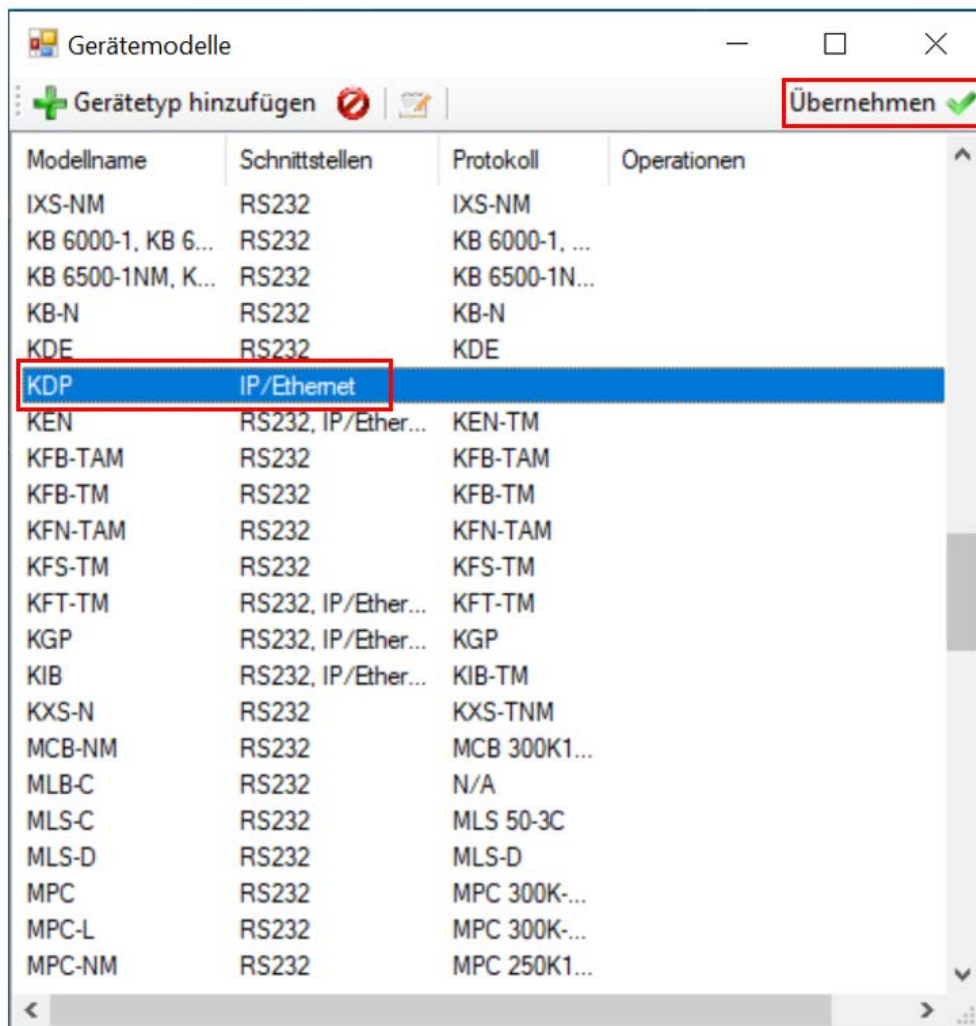 Gerätemodelle
Gerätetyp hinzufügen Übernehmen
Modellname Schnittstellen Protokoll Operationen
IXS-NM RS232 IXS-NM
KB 6000-1, KB 6... RS232 KB 6000-1, ...
KB 6500-1NM, K... RS232 KB 6500-1N...
KB-N RS232 KB-N
KDE RS232 KDE
KDP IP/Ethernet
KEN RS232, IP/Ether... KEN-TM
KFB-TAM RS232 KFB-TAM
KFB-TM RS232 KFB-TM
KFN-TAM RS232 KFN-TAM
KFS-TM RS232 KFS-TM
KFT-TM RS232, IP/Ether... KFT-TM
KGP RS232, IP/Ether... KGP
KIB RS232, IP/Ether... KIB-TM
KXS-N RS232 KXS-TNM
MCB-NM RS232 MCB 300K1...
MLB-C RS232 N/A
MLS-C RS232 MLS 50-3C
MLS-D RS232 MLS-D
MPC RS232 MPC 300K-...
MPC-L RS232 MPC 300K-...
MPC-NM RS232 MPC 250K1...